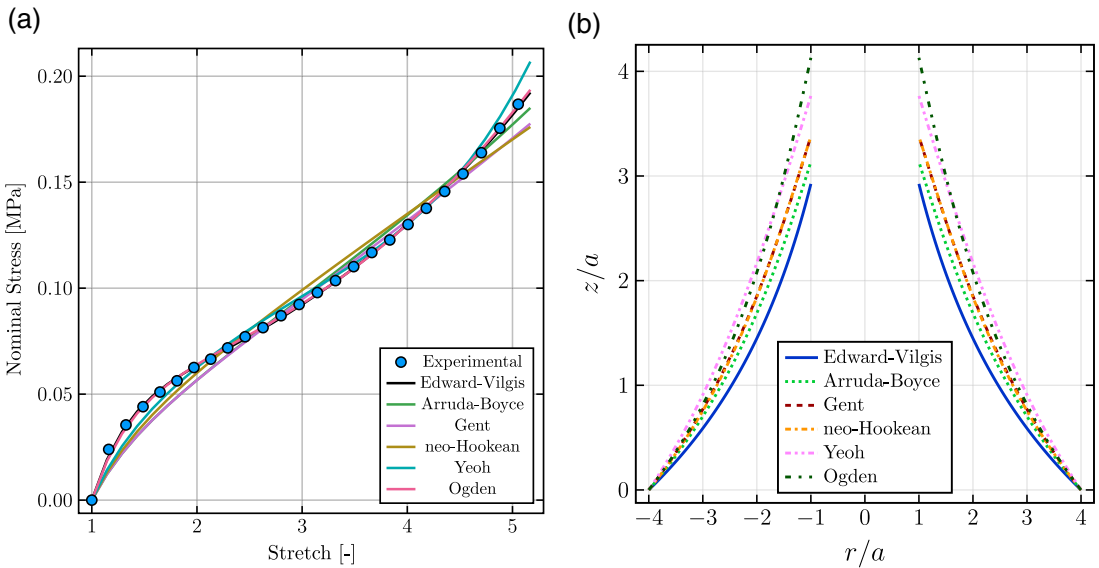 (a)
Nominal Stress [MPa]
0.20
0.15
0.10
0.05
0.00
1 2 3 4 5
Stretch [-]
Experimental
Edward-Vilgis
Arruda-Boyce
Gent
neo-Hookean
Yeoh
Ogden
(b)
z/a
4
3
2
1
0
−4 −3 −2 −1 0 1 2 3 4
r/a
Edward-Vilgis
Arruda-Boyce
Gent
neo-Hookean
Yeoh
Ogden